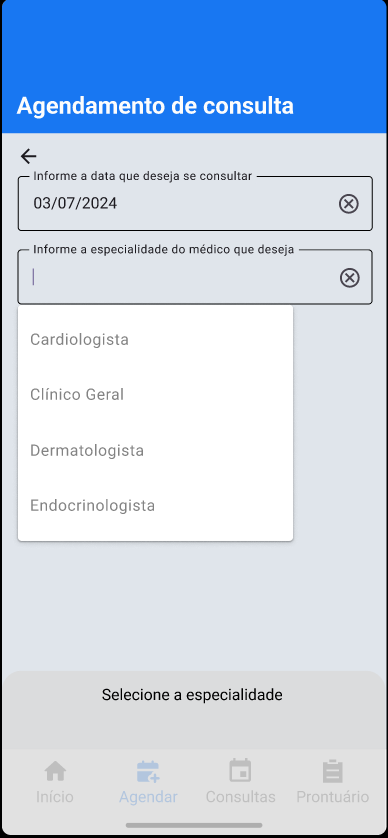 Agendamento de consulta
Informe a data que deseja se consultar
03/07/2024
Informe a especialidade do médico que deseja
Cardiologista
Clínico Geral
Dermatologista
Endocrinologista
Selecione a especialidade
Início Agendar Consultas Prontuário